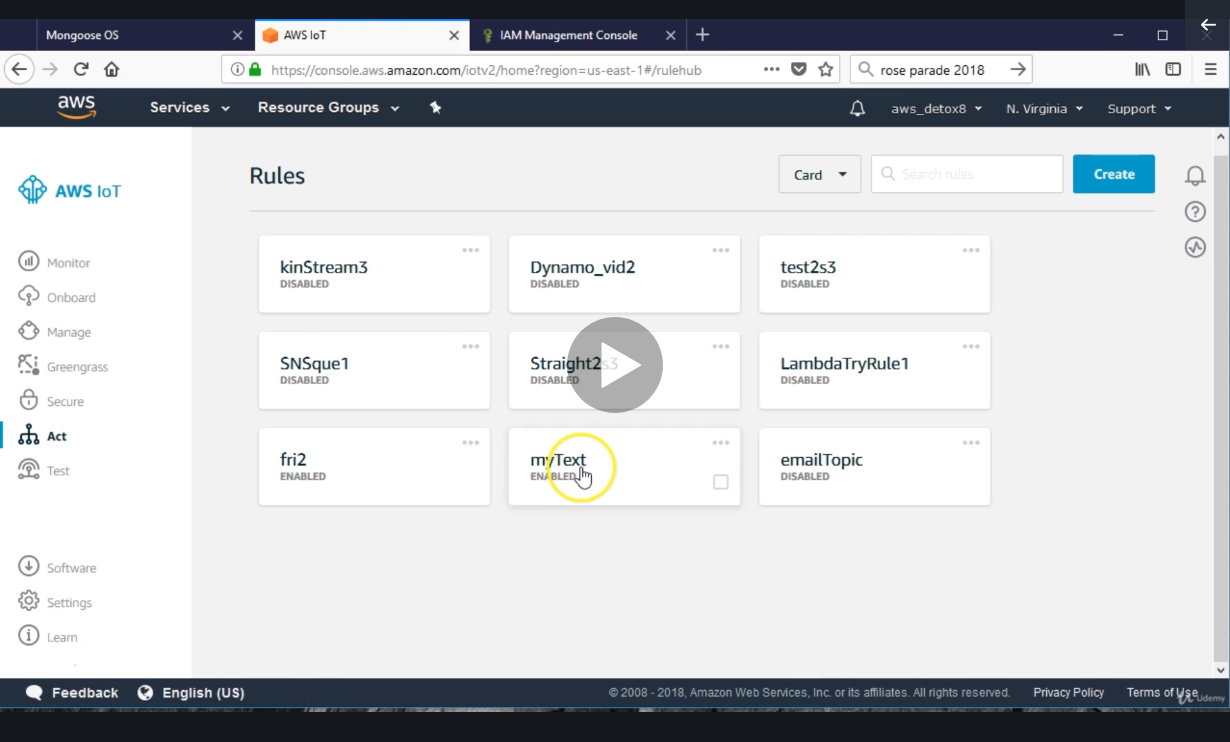 Mongoose OS
AWS IoT
IAM Management Console
https://console.aws.amazon.com/iotv2/home?region=us-east-1#/rulehub
rose parade 2018
aws
Services
Resource Groups
aws_detox8
N. Virginia
Support
AWS IoT
Monitor
Onboard
Manage
Greengrass
Secure
Act
Test
Software
Settings
Learn
Rules
Card
Search rules
Create
kinStream3
DISABLED
Dynamo_vid2
DISABLED
test2s3
DISABLED
SNSque1
DISABLED
Straight2s3
DISABLED
LambdaTryRule1
DISABLED
fri2
ENABLED
myText
ENABLED
emailTopic
DISABLED
Feedback
English (US)
© 2008 - 2018, Amazon Web Services, Inc. or its affiliates. All rights reserved.
Privacy Policy
Terms of Use
Udemy